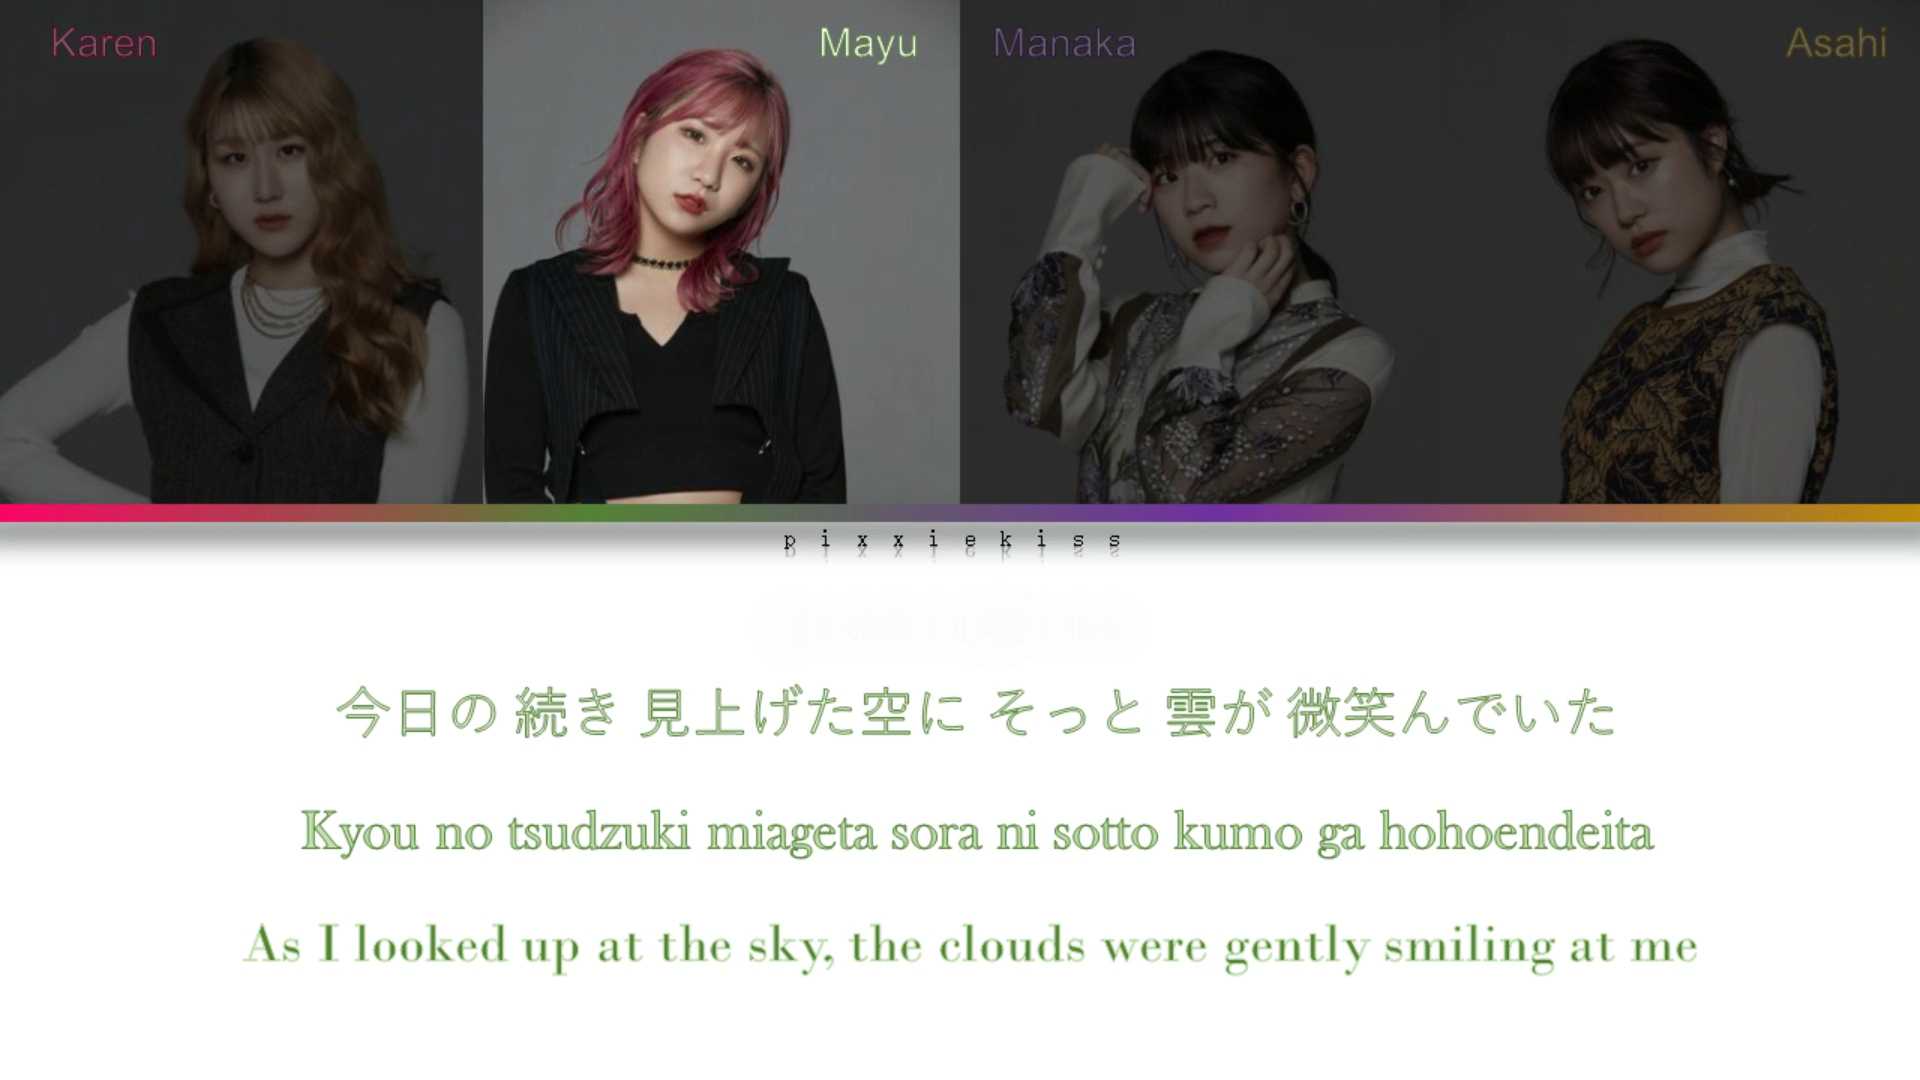 Karen
Mayu
Manaka
Asahi
pixxiekiss
今日の 続き 見上げた空に そっと 雲が 微笑んでいた
Kyou no tsudzuki miageta sora ni sotto kumo ga hohoendeita
As I looked up at the sky, the clouds were gently smiling at me